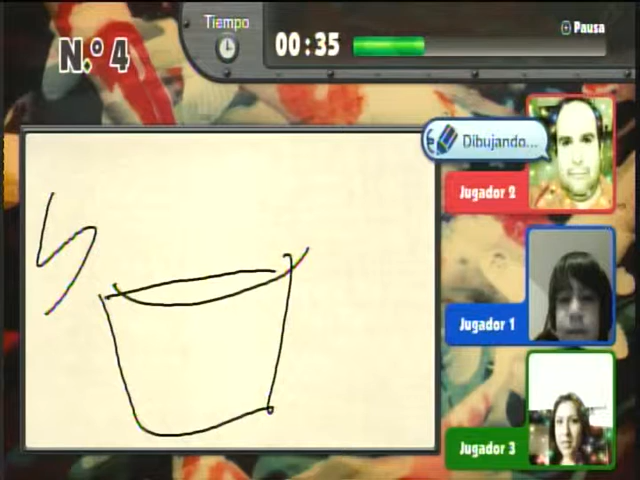 Tiempo
Pausa
N.º 4
00:35
Dibujando...
Jugador 2
Jugador 1
Jugador 3